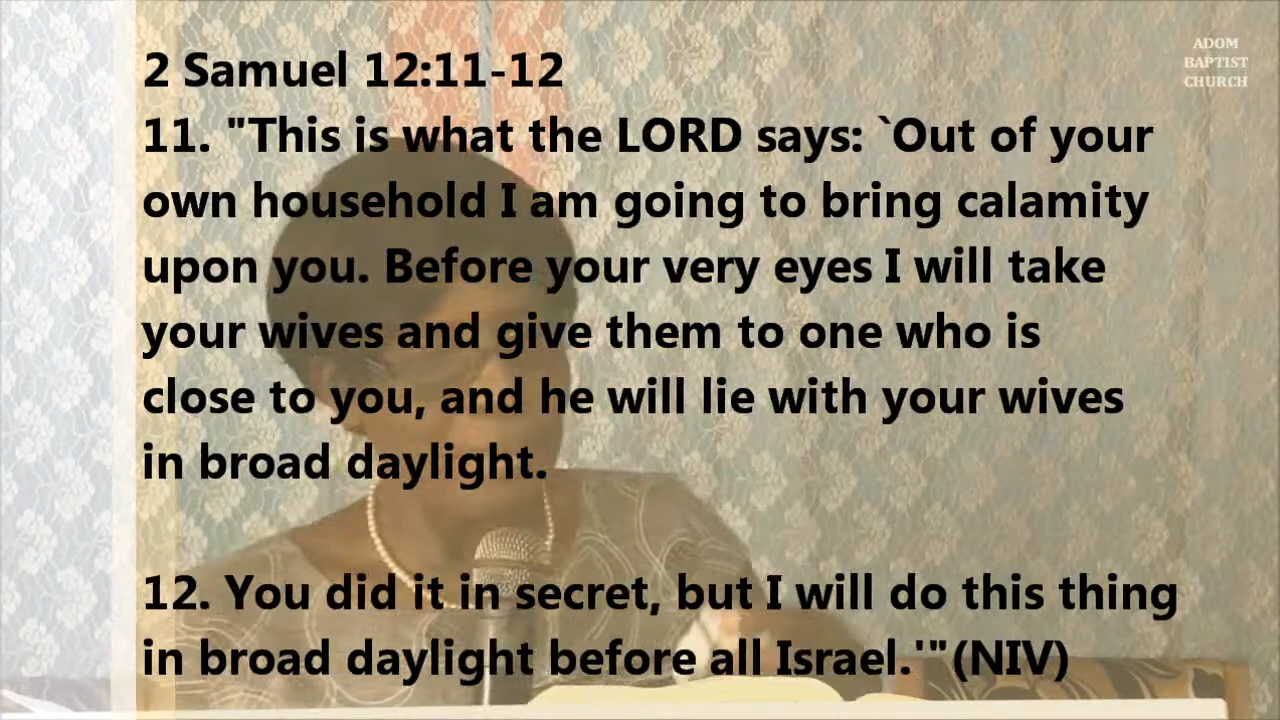 ADOM
BAPTIST
CHURCH
2 Samuel 12:11-12
11. "This is what the LORD says: `Out of your
own household I am going to bring calamity
upon you. Before your very eyes I will take
your wives and give them to one who is
close to you, and he will lie with your wives
in broad daylight.
12. You did it in secret, but I will do this thing
in broad daylight before all Israel.'"(NIV)